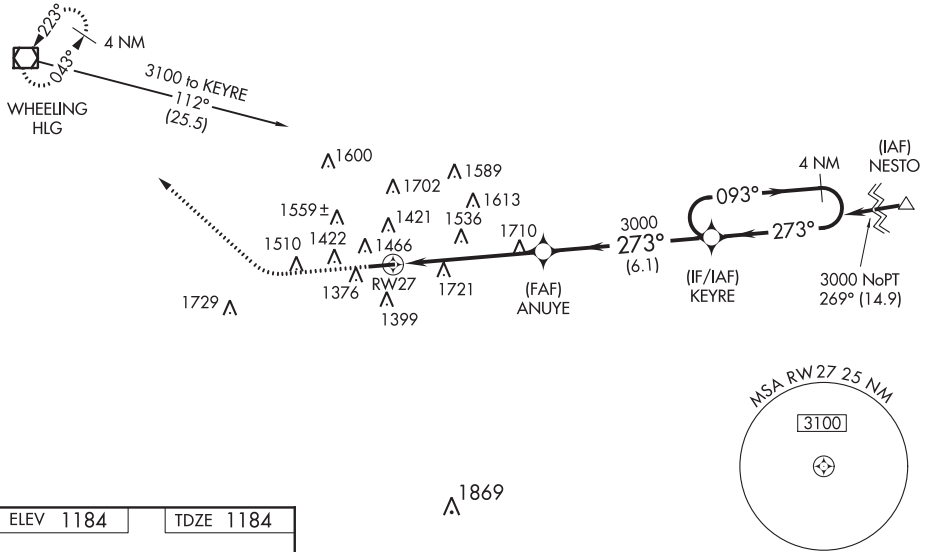 223°
043°
4 NM
WHEELING
HLG
3100 to KEYRE
112°
(25.5)
1600
1702
1589
1613
1559±
1421
1536
1510
1422
1466
1710
1376
RW27
1721
1729
1399
(FAF)
ANUYE
3000
273°
(6.1)
(IF/IAF)
KEYRE
093°
273°
4 NM
(IAF)
NESTO
3000 NoPT
269° (14.9)
MSA RW27 25 NM
3100
1869
ELEV 1184
TDZE 1184